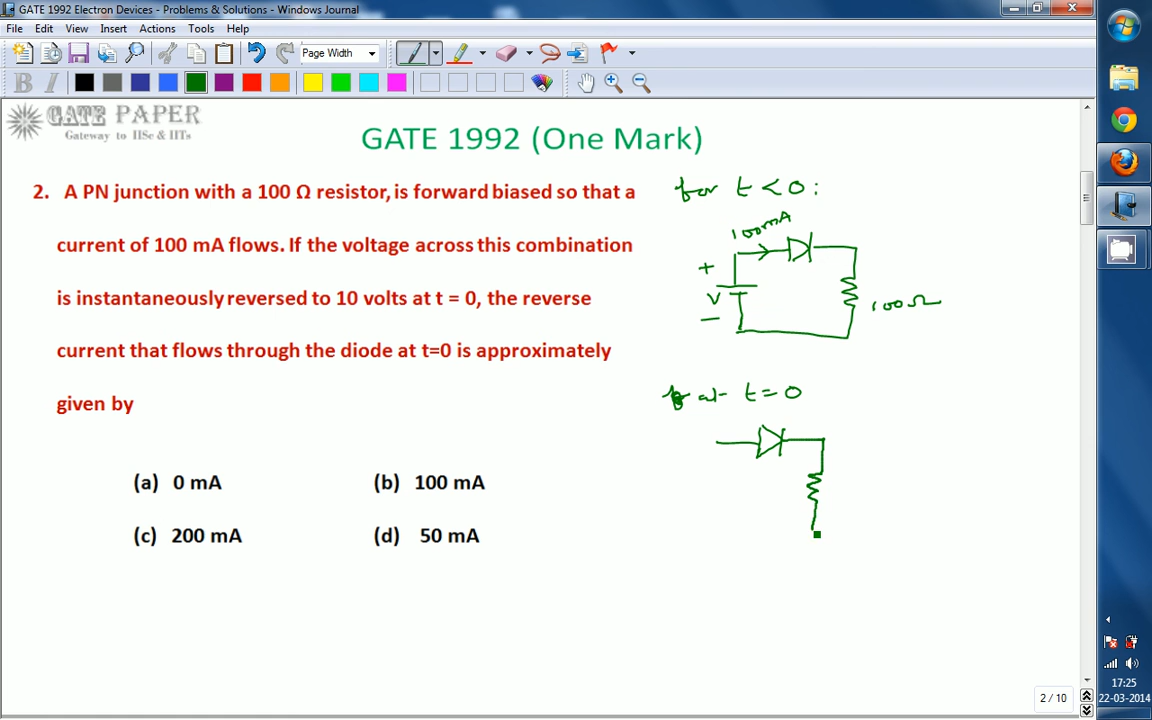 GATE 1992 Electron Devices - Problems & Solutions - Windows Journal
File Edit View Insert Actions Tools Help
Page Width
B I
GATE PAPER
Gateway to IISc & IITs
GATE 1992 (One Mark)
2. A PN junction with a 100 Ω resistor, is forward biased so that a
current of 100 mA flows. If the voltage across this combination
is instantaneously reversed to 10 volts at t = 0, the reverse
current that flows through the diode at t=0 is approximately
given by
(a) 0 mA (b) 100 mA
(c) 200 mA (d) 50 mA
for t < 0 :
100mA
+
V
−
100Ω
at t = 0
2 / 10
17:25
22-03-2014